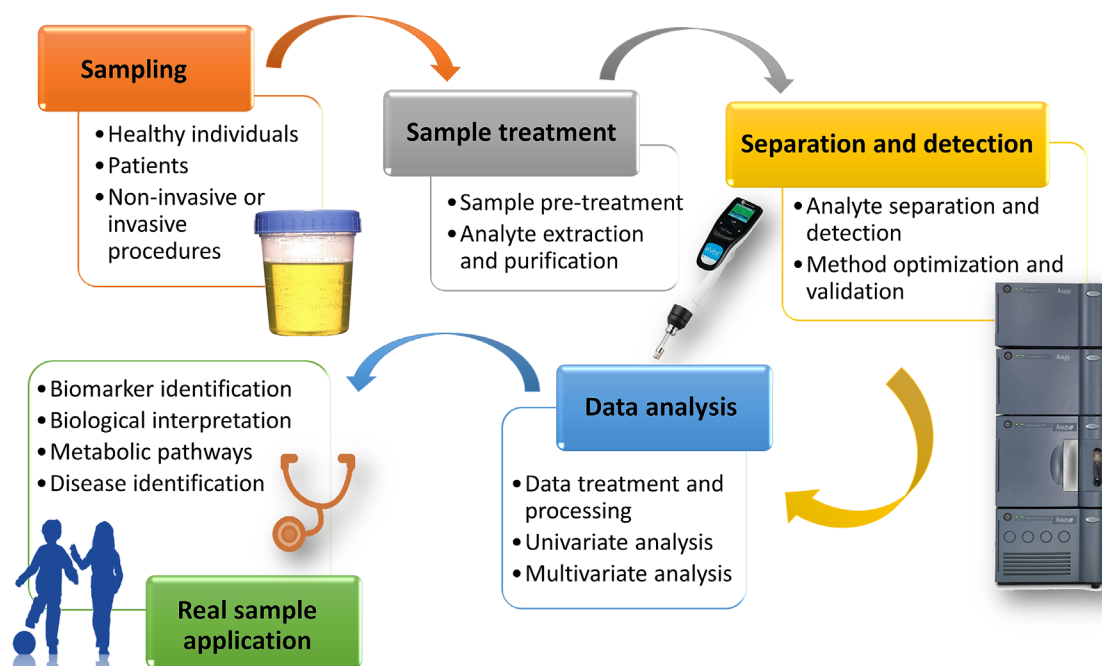 Sampling
• Healthy individuals
• Patients
• Non-invasive or
invasive
procedures
Sample treatment
• Sample pre-treatment
• Analyte extraction
and purification
Separation and detection
• Analyte separation and
detection
• Method optimization and
validation
Data analysis
• Data treatment and
processing
• Univariate analysis
• Multivariate analysis
• Biomarker identification
• Biological interpretation
• Metabolic pathways
• Disease identification
Real sample
application